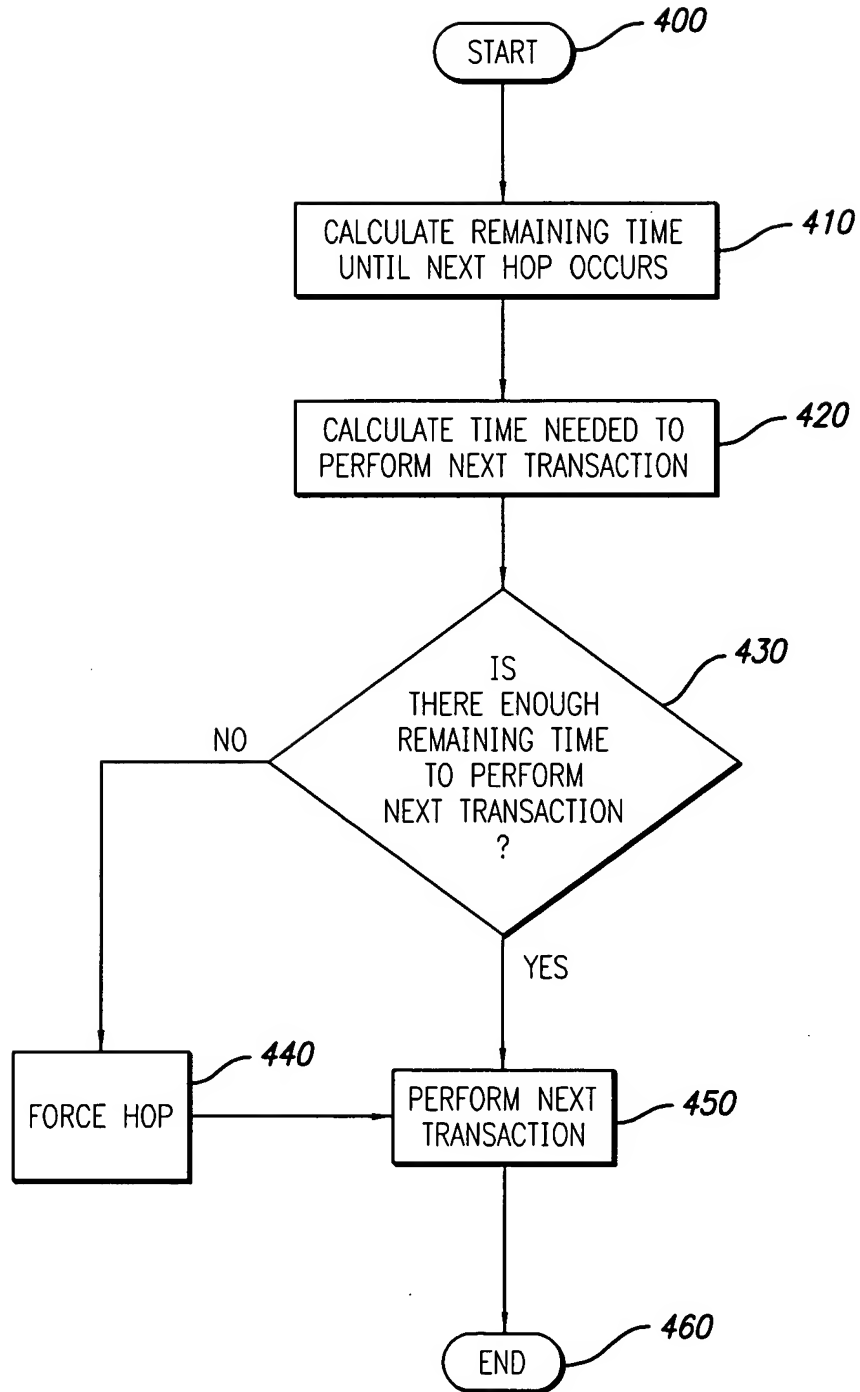 START
400
CALCULATE REMAINING TIME
UNTIL NEXT HOP OCCURS
410
CALCULATE TIME NEEDED TO
PERFORM NEXT TRANSACTION
420
IS
THERE ENOUGH
REMAINING TIME
TO PERFORM
NEXT TRANSACTION
?
430
NO
YES
FORCE HOP
440
PERFORM NEXT
TRANSACTION
450
END
460